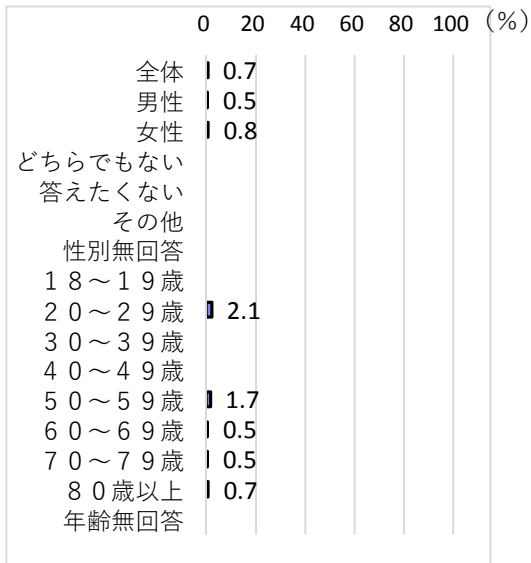 0 20 40 60 80 100 (%)
全体 0.7
男性 0.5
女性 0.8
どちらでもない
答えたくない
その他
性別無回答
１８～１９歳
２０～２９歳 2.1
３０～３９歳
４０～４９歳
５０～５９歳 1.7
６０～６９歳 0.5
７０～７９歳 0.5
８０歳以上 0.7
年齢無回答